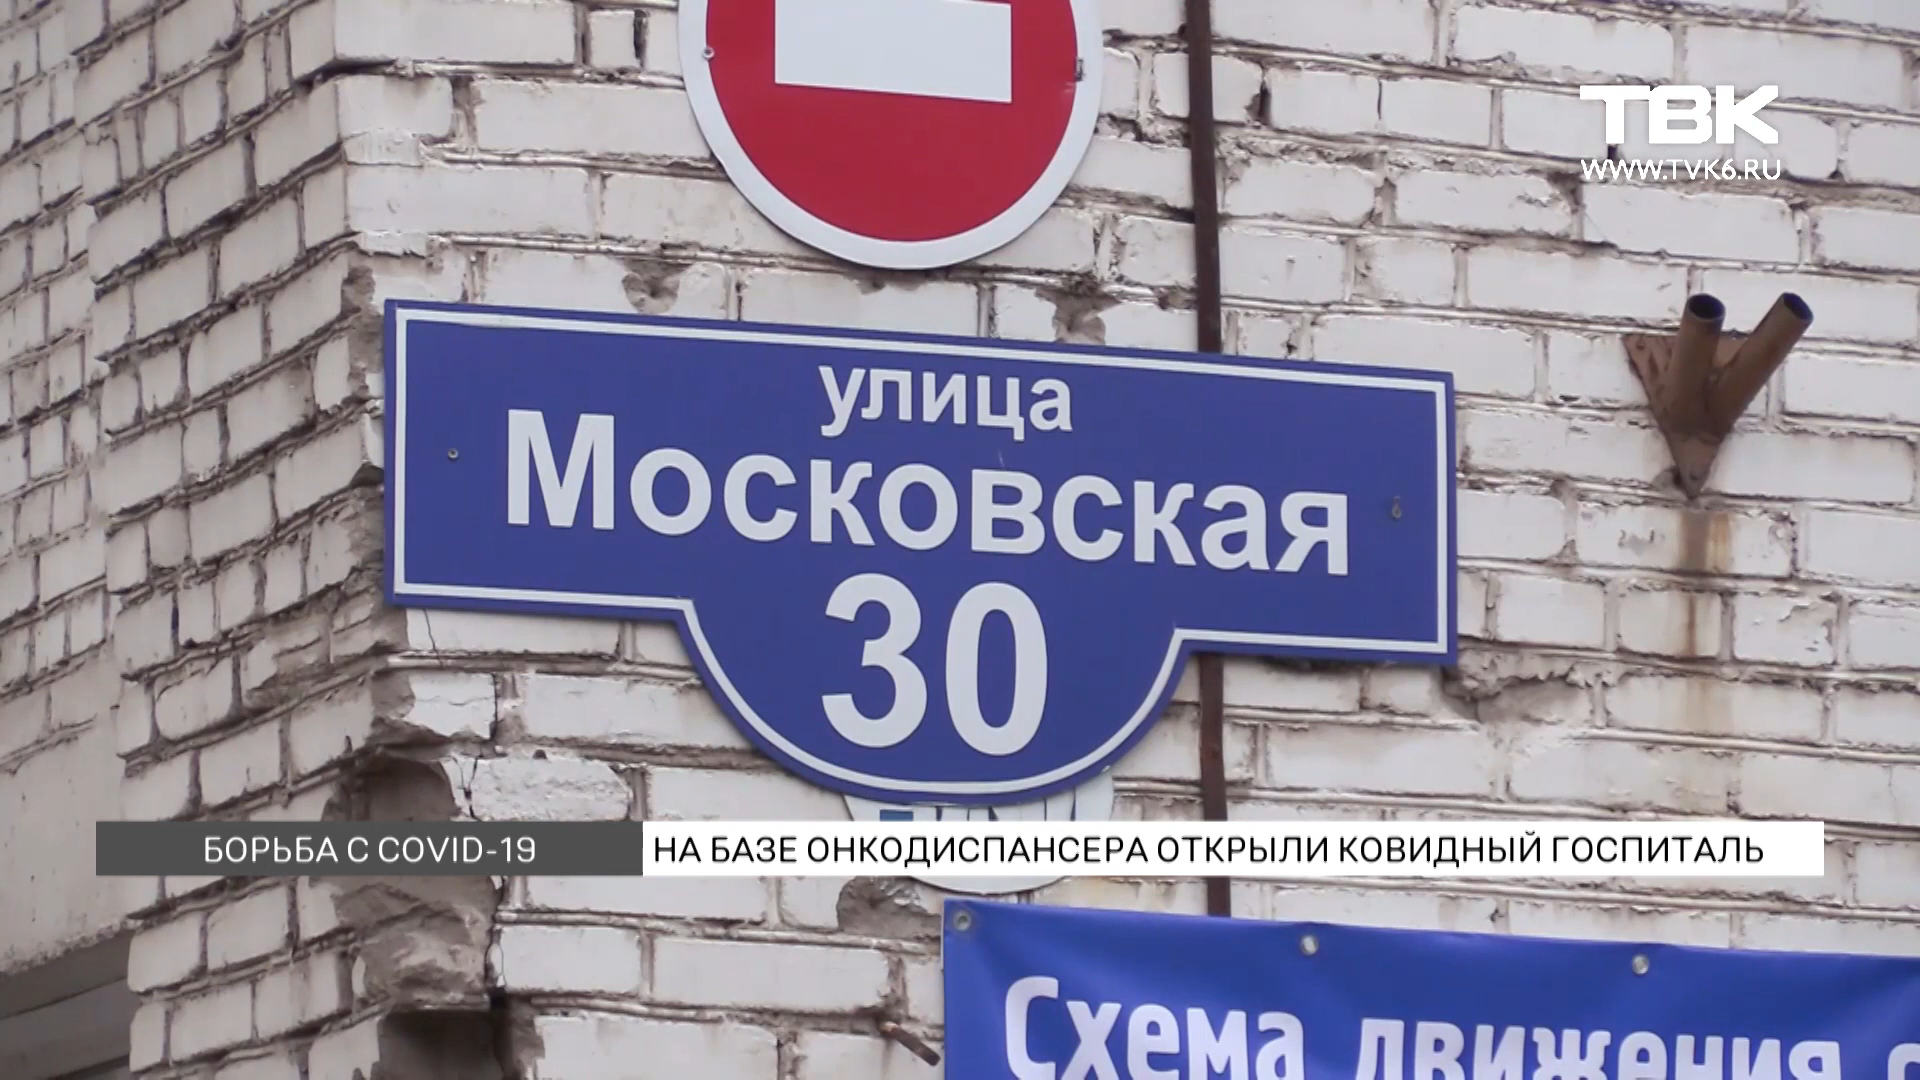 ТВК
WWW.TVK6.RU
улица
Московская
30
БОРЬБА С COVID-19
НА БАЗЕ ОНКОДИСПАНСЕРА ОТКРЫЛИ КОВИДНЫЙ ГОСПИТАЛЬ
Схема движения